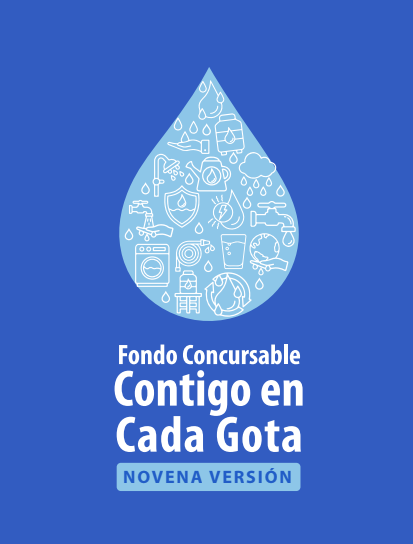 Fondo Concursable
Contigo en
Cada Gota
NOVENA VERSIÓN